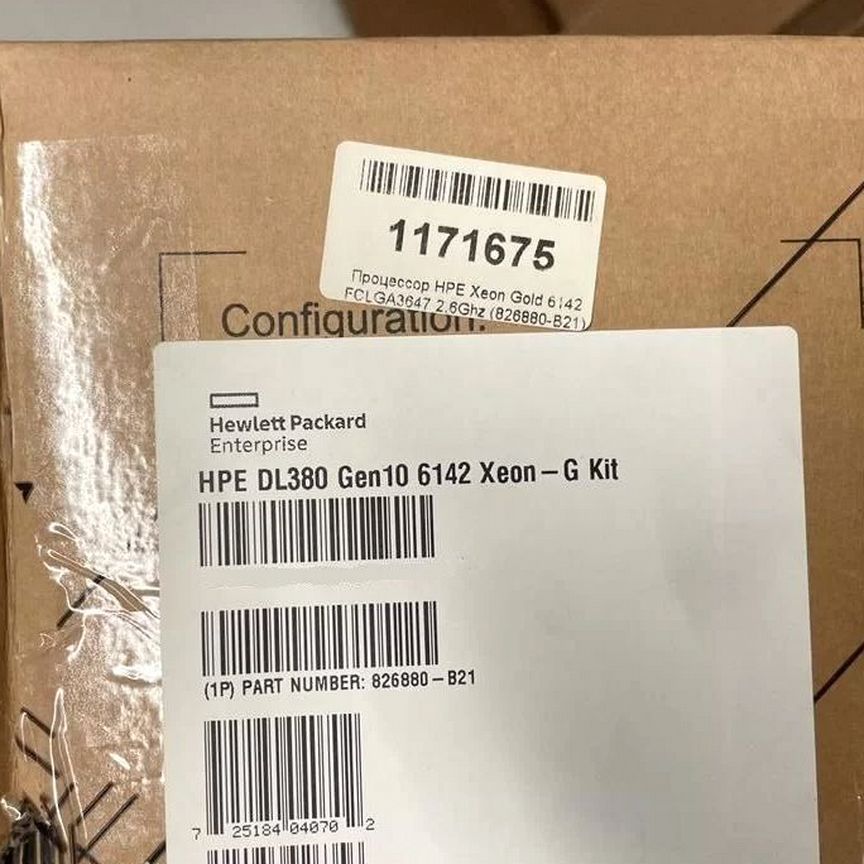 1171675
Процессор HPE Xeon Gold 6142
FCLGA3647 2.6Ghz (826880-B21)
Configuration:
Hewlett Packard
Enterprise
HPE DL380 Gen10 6142 Xeon – G Kit
(1P) PART NUMBER: 826880 – B21
7 25184 04070 2